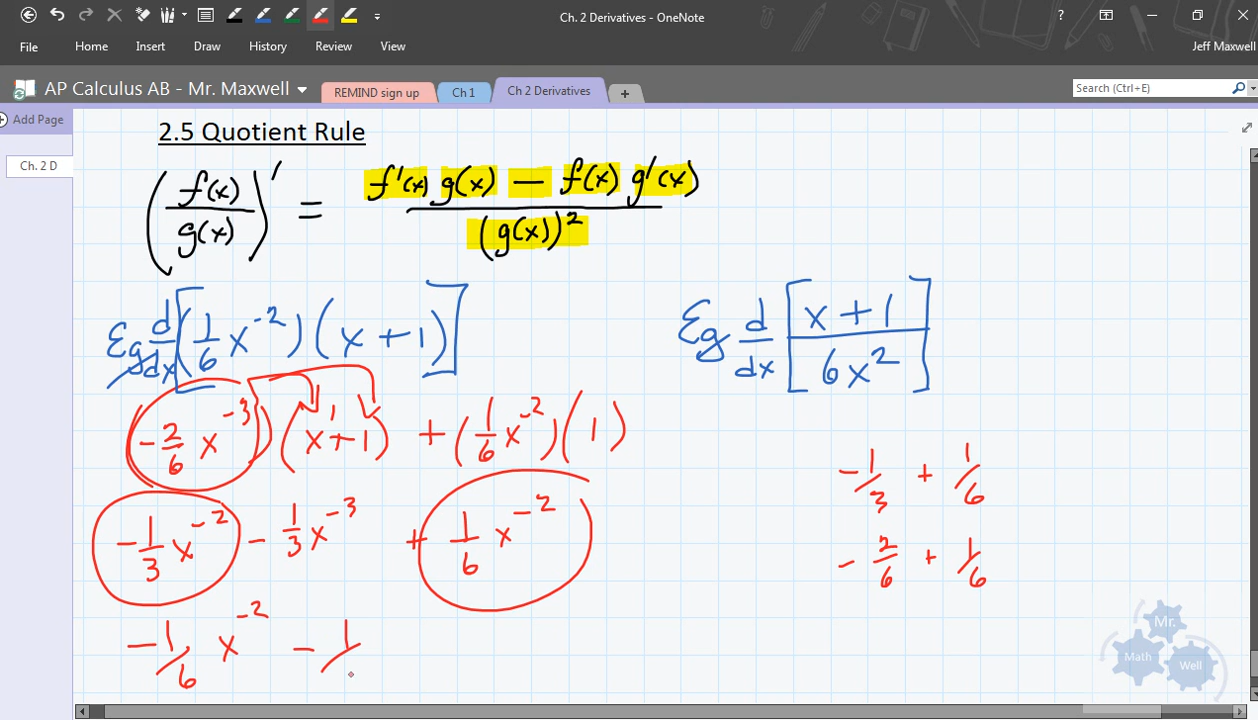 Ch. 2 Derivatives - OneNote
?
File Home Insert Draw History Review View
Jeff Maxwell
AP Calculus AB - Mr. Maxwell REMIND sign up Ch 1 Ch 2 Derivatives +
Search (Ctrl+E)
Add Page
Ch. 2 D
2.5 Quotient Rule
(f(x)/g(x))' = (f'(x) g(x) − f(x) g'(x))/(g(x))²
Eg d/dx [(1/6 x⁻²)(x+1)]
Eg d/dx [(x+1)/(6x²)]
(-2/6 x⁻³)(x¹+1) + (1/6 x⁻²)(1)
-1/3 + 1/6
-1/3 x⁻² - 1/3 x⁻³ + 1/6 x⁻²
-2/6 + 1/6
-1/6 x⁻² - 1/
Mr.
Math Well